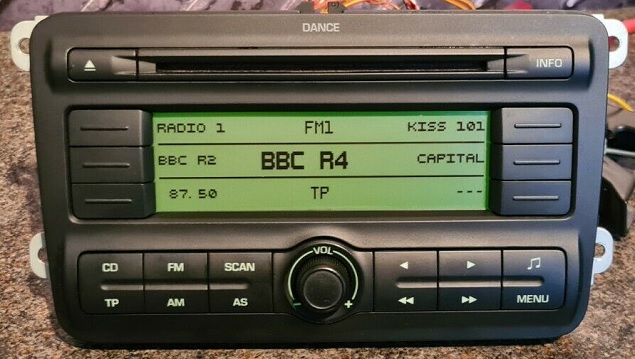 DANCE
INFO
RADIO 1 FM1 KISS 101
BBC R2 BBC R4 CAPITAL
87.50 TP ---
VOL
CD FM SCAN
TP AM AS MENU
- +